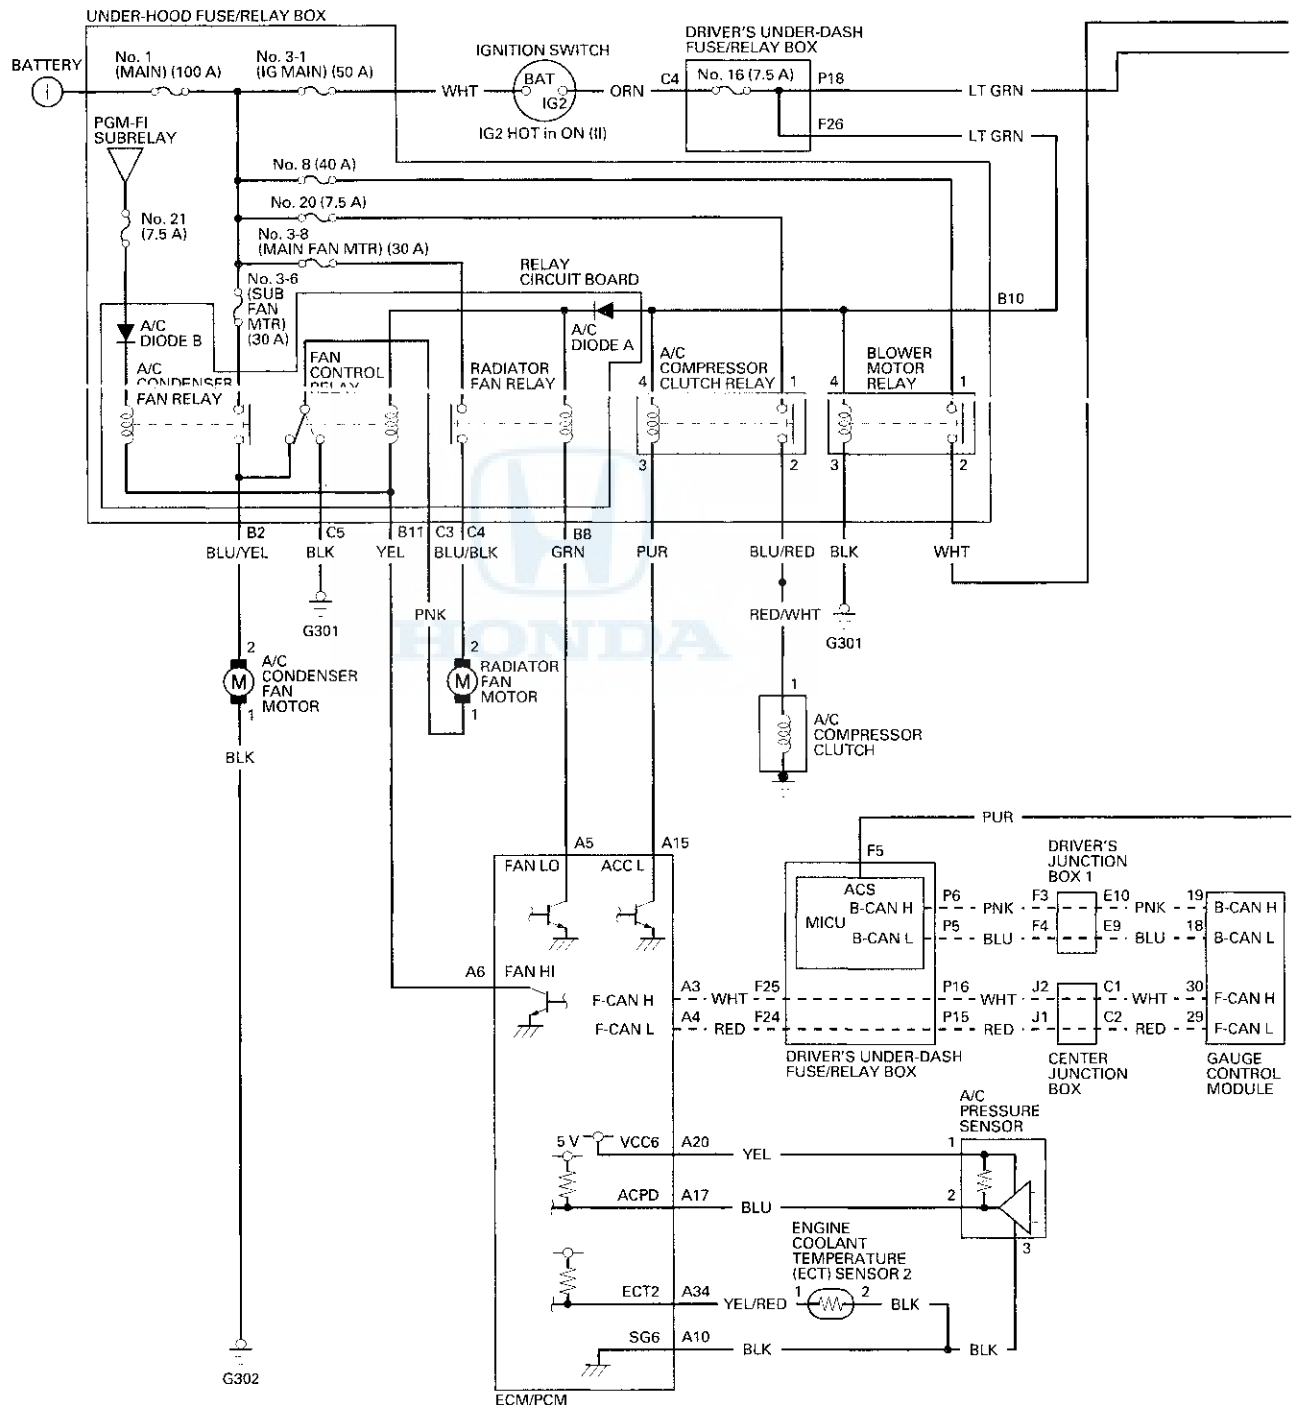 UNDER-HOOD FUSE/RELAY BOX
BATTERY
No. 1
(MAIN) (100 A)
No. 3-1
(IG MAIN) (50 A)
WHT
IGNITION SWITCH
BAT
IG2
IG2 HOT in ON (II)
ORN
C4
DRIVER'S UNDER-DASH
FUSE/RELAY BOX
No. 16 (7.5 A)
P18
LT GRN
F26
LT GRN
PGM-FI
SUBRELAY
No. 21
(7.5 A)
No. 8 (40 A)
No. 20 (7.5 A)
No. 3-8
(MAIN FAN MTR) (30 A)
No. 3-6
(SUB
FAN
MTR)
(30 A)
RELAY
CIRCUIT BOARD
B10
A/C
DIODE B
A/C
DIODE A
A/C
CONDENSER
FAN RELAY
FAN
CONTROL
RELAY
RADIATOR
FAN RELAY
A/C
COMPRESSOR
CLUTCH RELAY
4
1
3
2
BLOWER
MOTOR
RELAY
4
1
3
2
B2
C5
B11
C3
C4
B8
BLU/YEL
BLK
YEL
BLU/BLK
GRN
PUR
BLU/RED
BLK
WHT
G301
PNK
RED/WHT
G301
HONDA
2
M
1
A/C
CONDENSER
FAN
MOTOR
2
M
1
RADIATOR
FAN
MOTOR
1
A/C
COMPRESSOR
CLUTCH
BLK
PUR
A5
A15
FAN LO
ACC L
F5
ACS
MICU
B-CAN H
B-CAN L
DRIVER'S
JUNCTION
BOX 1
P6
PNK
F3
E10
PNK
19
B-CAN H
P5
BLU
F4
E9
BLU
18
B-CAN L
A6
FAN HI
F-CAN H
A3
WHT
F25
P16
WHT
J2
C1
WHT
30
F-CAN H
F-CAN L
A4
RED
F24
P15
RED
J1
C2
RED
29
F-CAN L
DRIVER'S UNDER-DASH
FUSE/RELAY BOX
CENTER
JUNCTION
BOX
GAUGE
CONTROL
MODULE
A/C
PRESSURE
SENSOR
5 V
VCC6
A20
YEL
1
ACPD
A17
BLU
2
3
ENGINE
COOLANT
TEMPERATURE
(ECT) SENSOR 2
ECT2
A34
YEL/RED
1
2
BLK
SG6
A10
BLK
BLK
G302
ECM/PCM